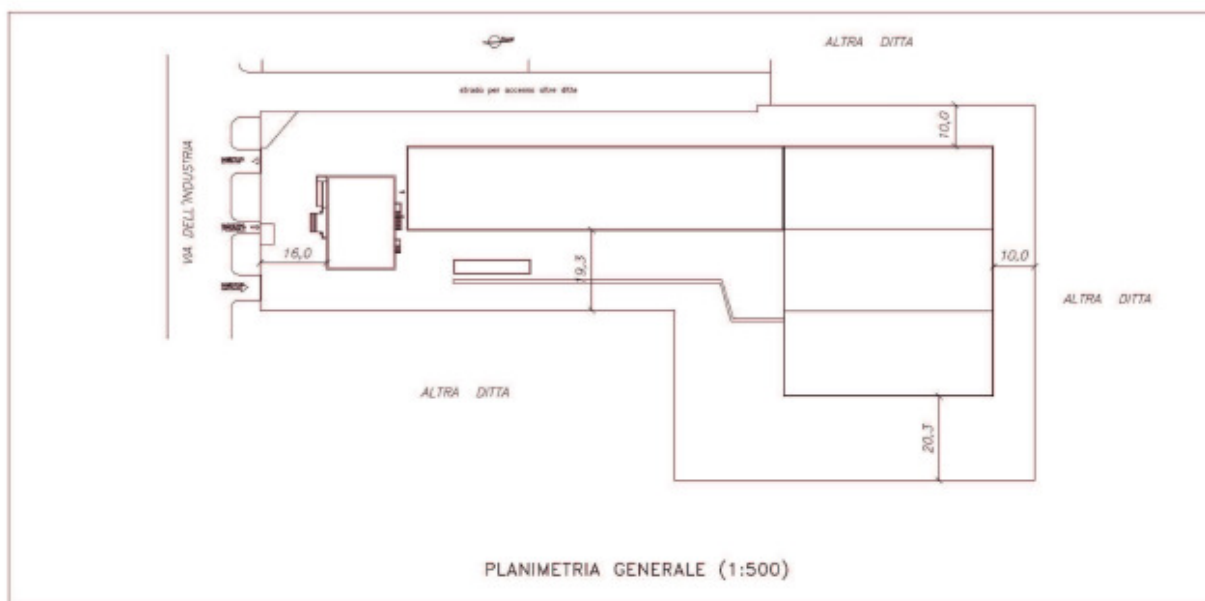 ALTRA DITTA
strada per accesso altre ditte
10,0
VIA DELL'INDUSTRIA
16,0
19,3
10,0
ALTRA DITTA
ALTRA DITTA
20,3
PLANIMETRIA GENERALE (1:500)